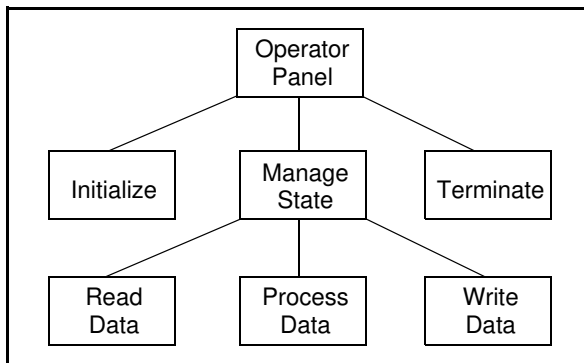 Operator
Panel
Initialize
Manage
State
Terminate
Read
Data
Process
Data
Write
Data